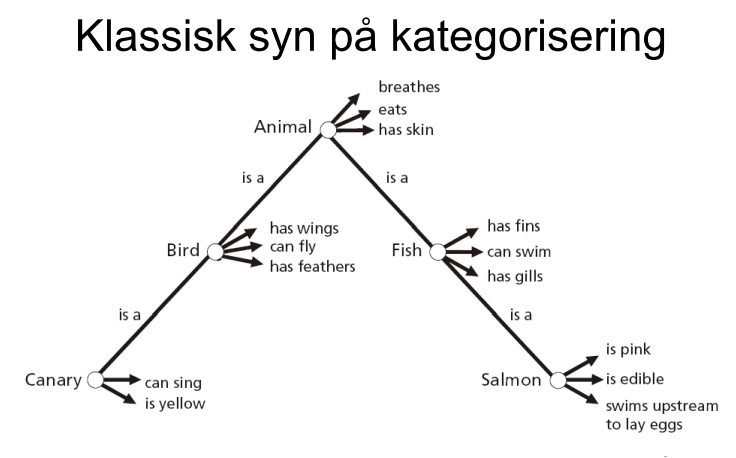 Klassisk syn på kategorisering
breathes
Animal
eats
has skin
is a
is a
Bird
has wings
can fly
has feathers
Fish
has fins
can swim
has gills
is a
is a
Canary
can sing
is yellow
Salmon
is pink
is edible
swims upstream
to lay eggs